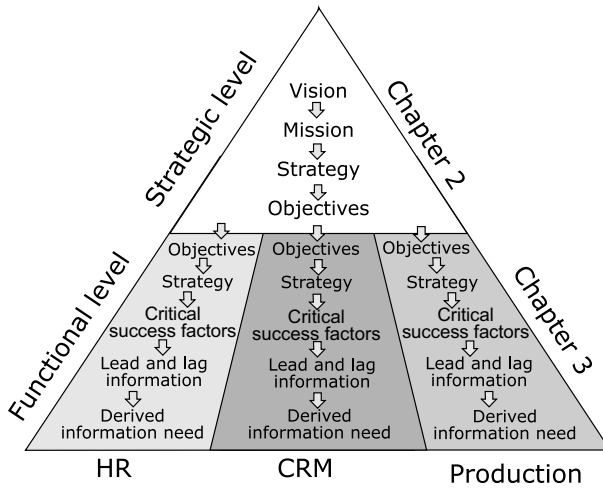 Strategic level
Chapter 2
Vision
Mission
Strategy
Objectives
Functional level
Chapter 3
Objectives
Strategy
Critical
success factors
Lead and lag
information
Derived
information need
Objectives
Strategy
Critical
success factors
Lead and lag
information
Derived
information need
Objectives
Strategy
Critical
success factors
Lead and lag
information
Derived
information need
HR
CRM
Production